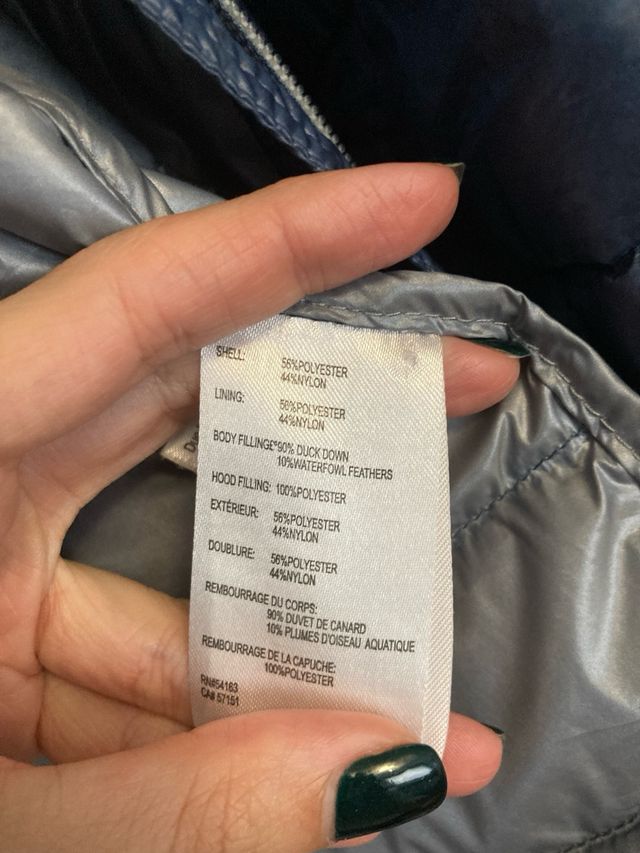 SHELL: 56%POLYESTER
44%NYLON
LINING: 56%POLYESTER
44%NYLON
BODY FILLINGE°90% DUCK DOWN
10%WATERFOWL FEATHERS
HOOD FILLING: 100%POLYESTER
EXTÉRIEUR: 56%POLYESTER
44%NYLON
DOUBLURE: 56%POLYESTER
44%NYLON
REMBOURRAGE DU CORPS:
90% DUVET DE CANARD
10% PLUMES D'OISEAU AQUATIQUE
REMBOURRAGE DE LA CAPUCHE:
100%POLYESTER
RN#54163
CA# 57151